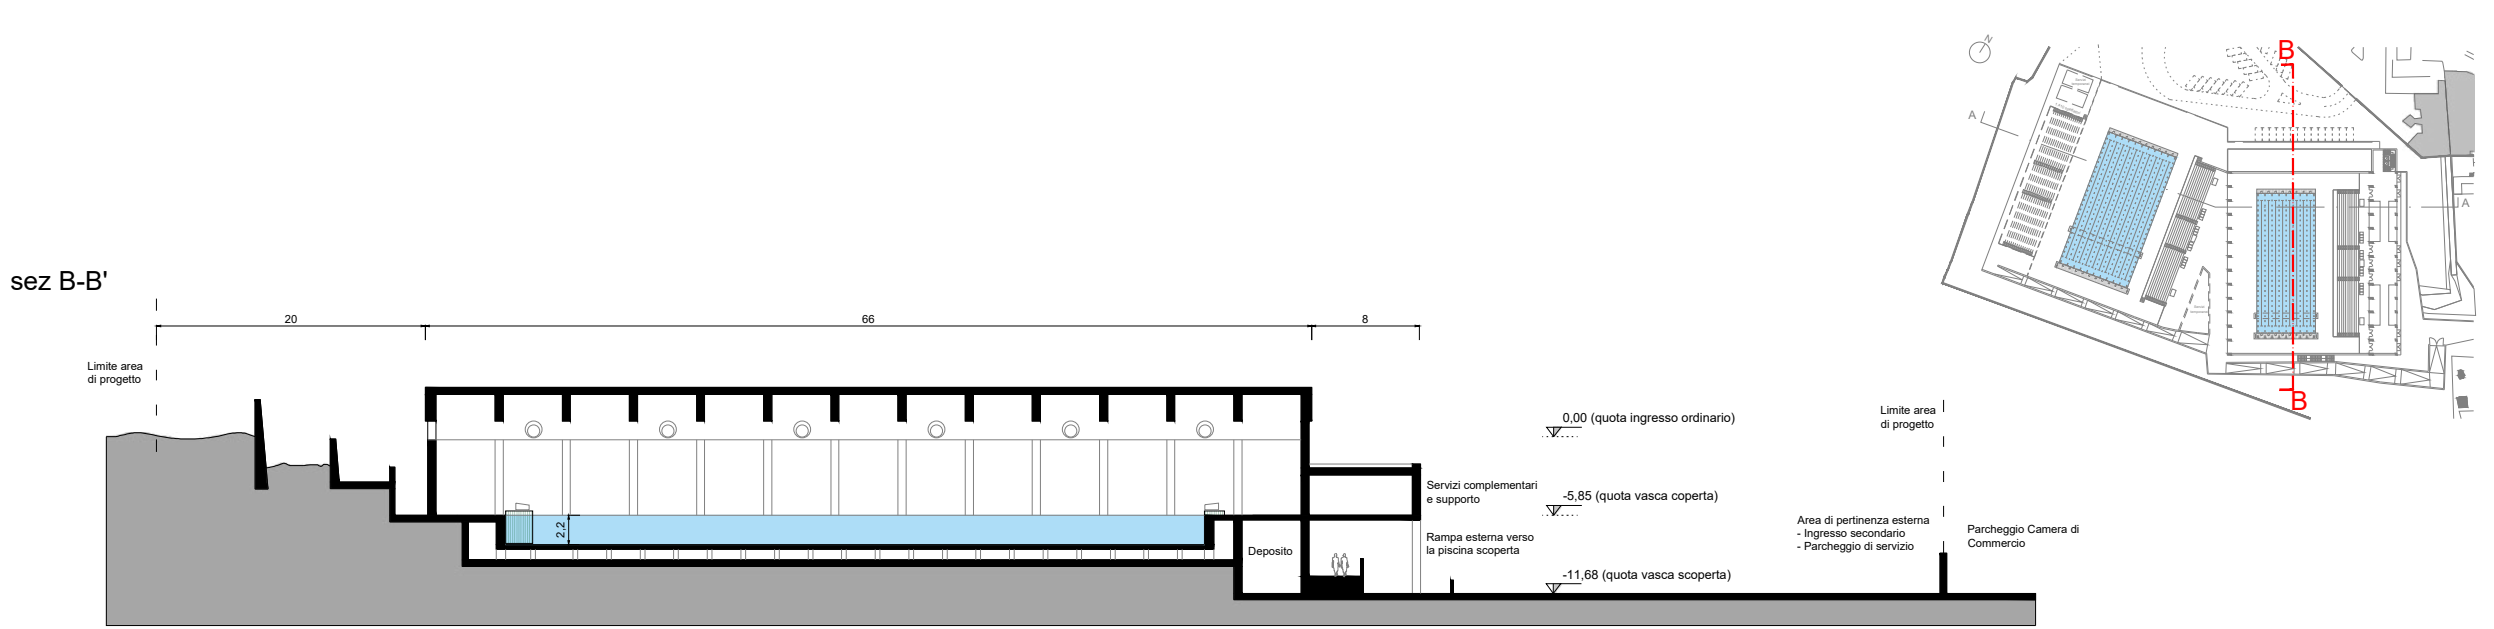 sez B-B'
20
66
8
Limite area
di progetto
2,2
Deposito
Servizi complementari
e supporto
Rampa esterna verso
la piscina scoperta
0,00 (quota ingresso ordinario)
-5,85 (quota vasca coperta)
-11,68 (quota vasca scoperta)
Limite area
di progetto
Area di pertinenza esterna
- Ingresso secondario
- Parcheggio di servizio
Parcheggio Camera di
Commercio
N
B
A
A
B